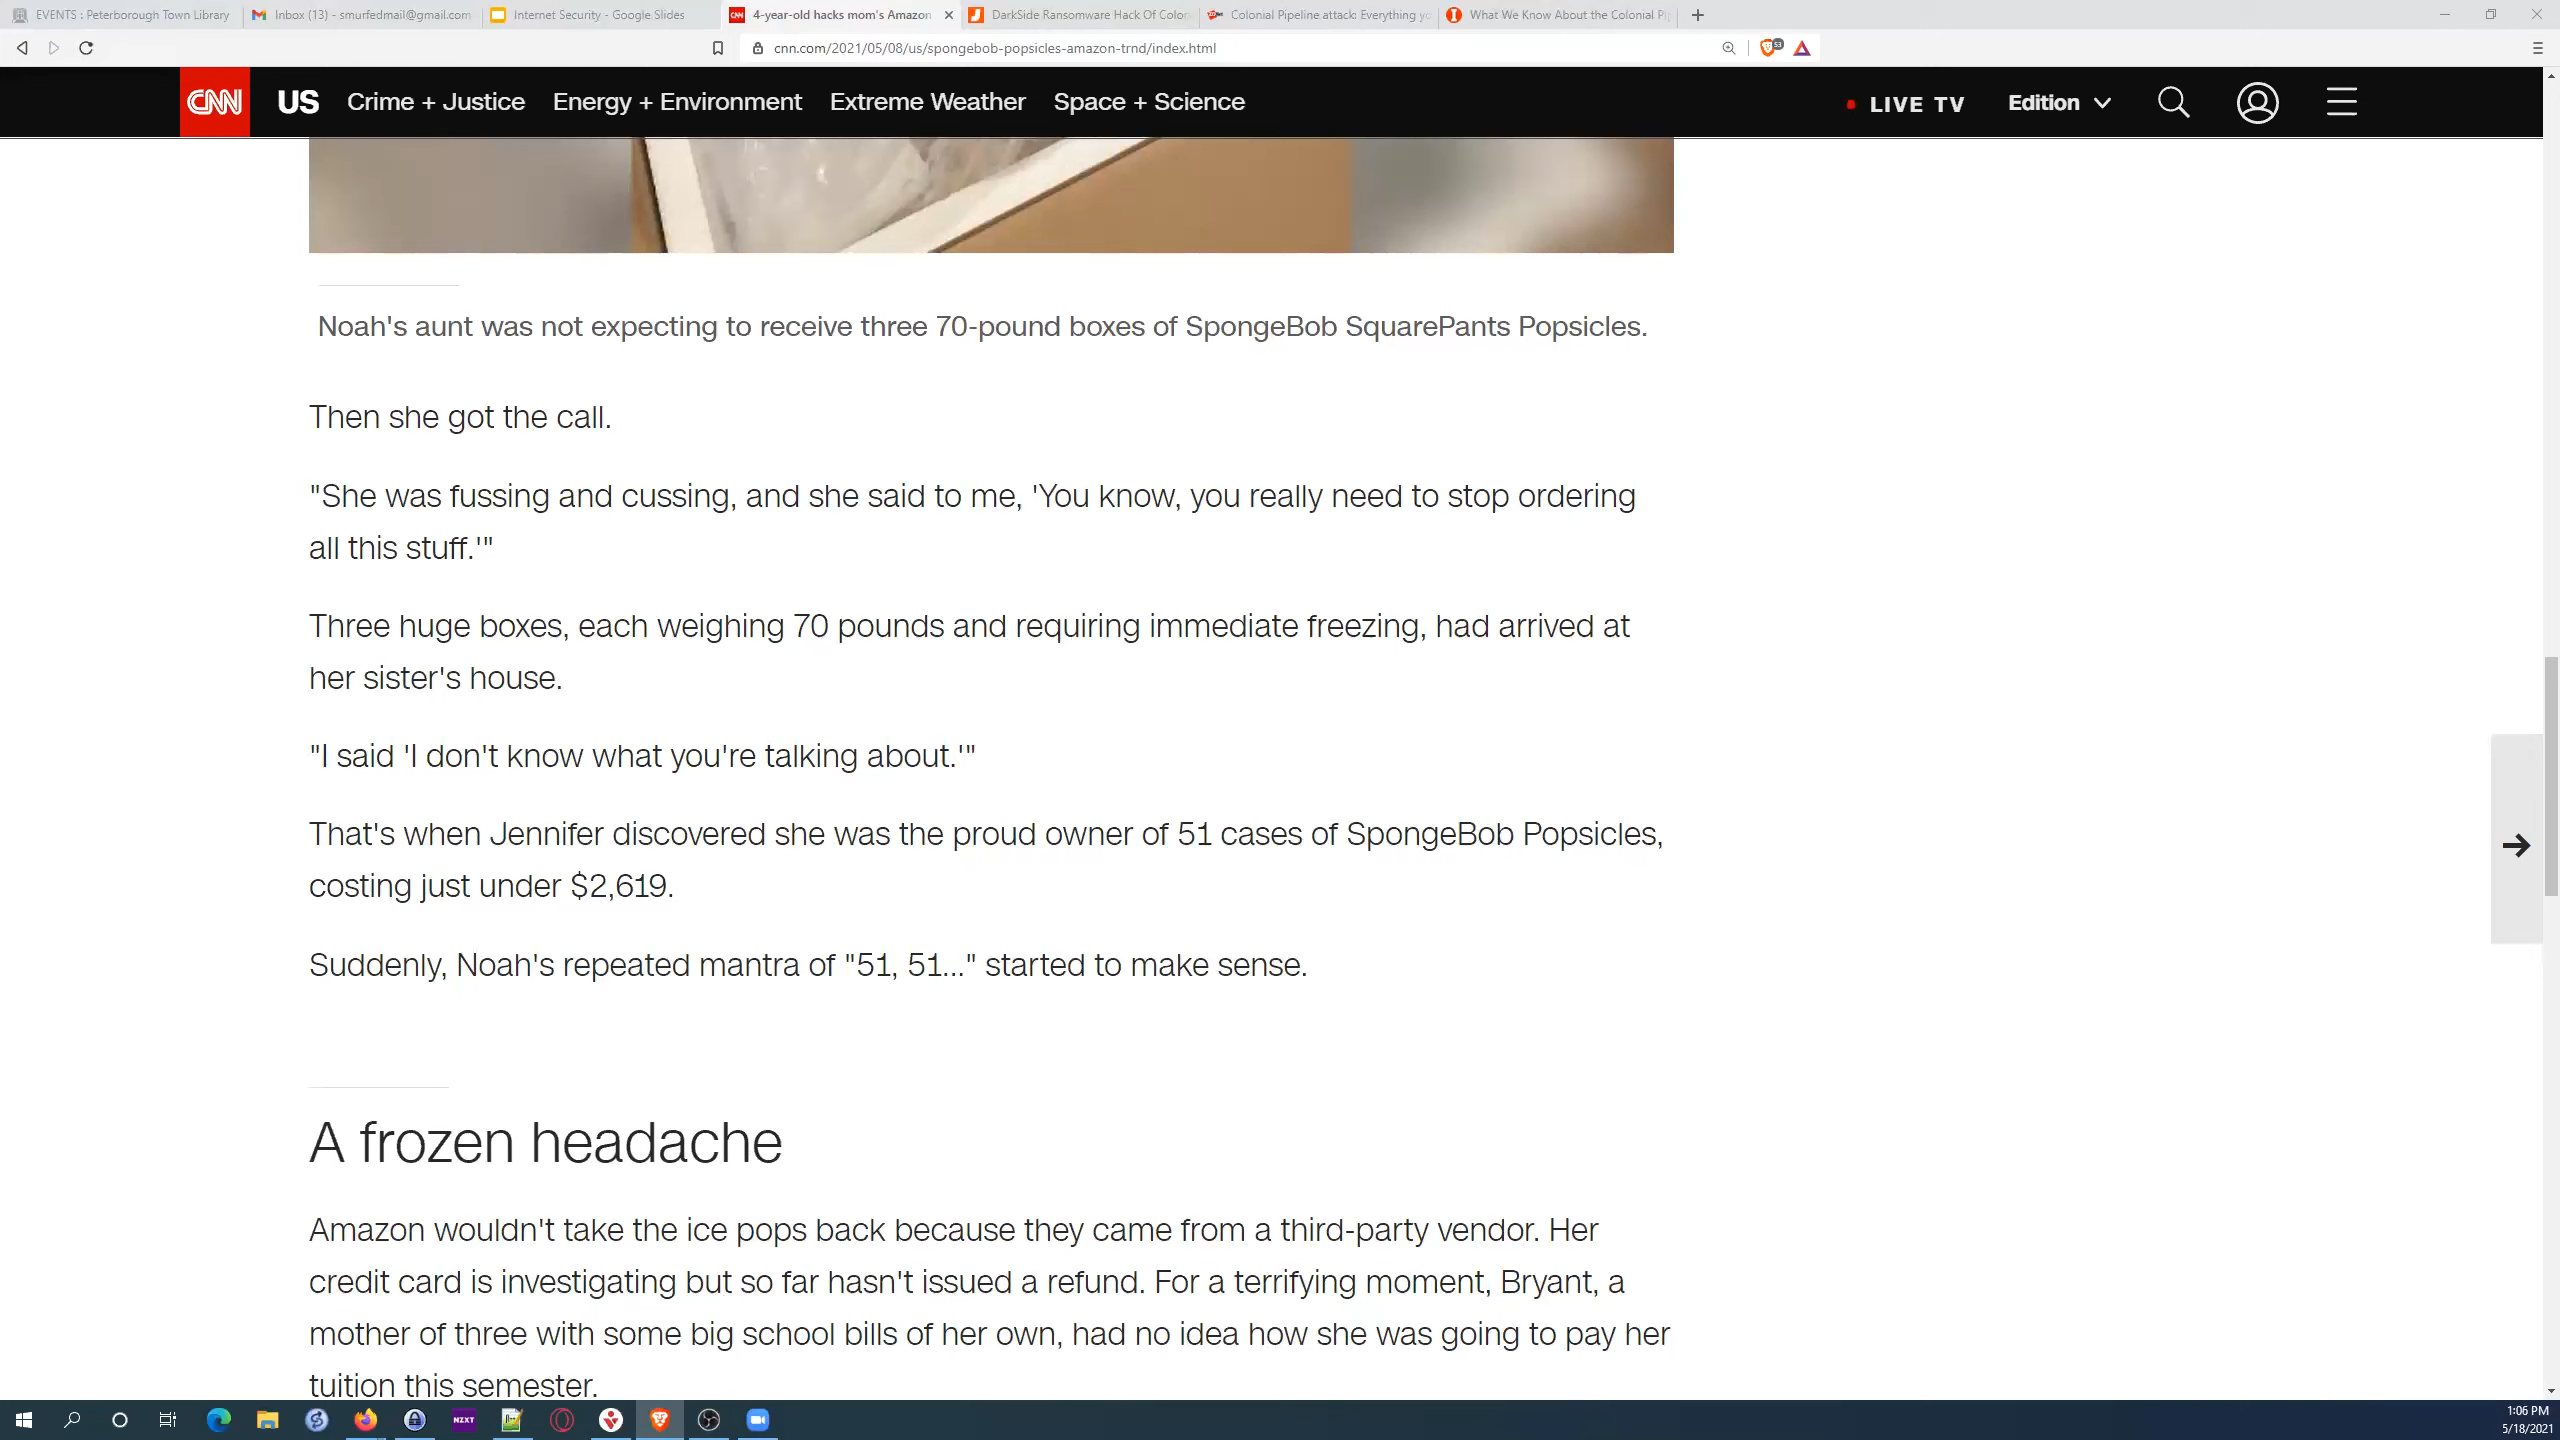 EVENTS : Peterborough Town Library
Inbox (13) - smurfedmail@gmail.com
Internet Security - Google Slides
CNN
4-year-old hacks mom's Amazon
DarkSide Ransomware Hack Of Colon
Colonial Pipeline attack: Everything yo
What We Know About the Colonial Pi
cnn.com/2021/05/08/us/spongebob-popsicles-amazon-trnd/index.html
53
CNN US Crime + Justice Energy + Environment Extreme Weather Space + Science LIVE TV Edition
Noah's aunt was not expecting to receive three 70-pound boxes of SpongeBob SquarePants Popsicles.
Then she got the call.
"She was fussing and cussing, and she said to me, 'You know, you really need to stop ordering
all this stuff.'"
Three huge boxes, each weighing 70 pounds and requiring immediate freezing, had arrived at
her sister's house.
"I said 'I don't know what you're talking about.'"
That's when Jennifer discovered she was the proud owner of 51 cases of SpongeBob Popsicles,
costing just under $2,619.
Suddenly, Noah's repeated mantra of "51, 51..." started to make sense.
A frozen headache
Amazon wouldn't take the ice pops back because they came from a third-party vendor. Her
credit card is investigating but so far hasn't issued a refund. For a terrifying moment, Bryant, a
mother of three with some big school bills of her own, had no idea how she was going to pay her
tuition this semester.
NZXT
1:06 PM
5/18/2021